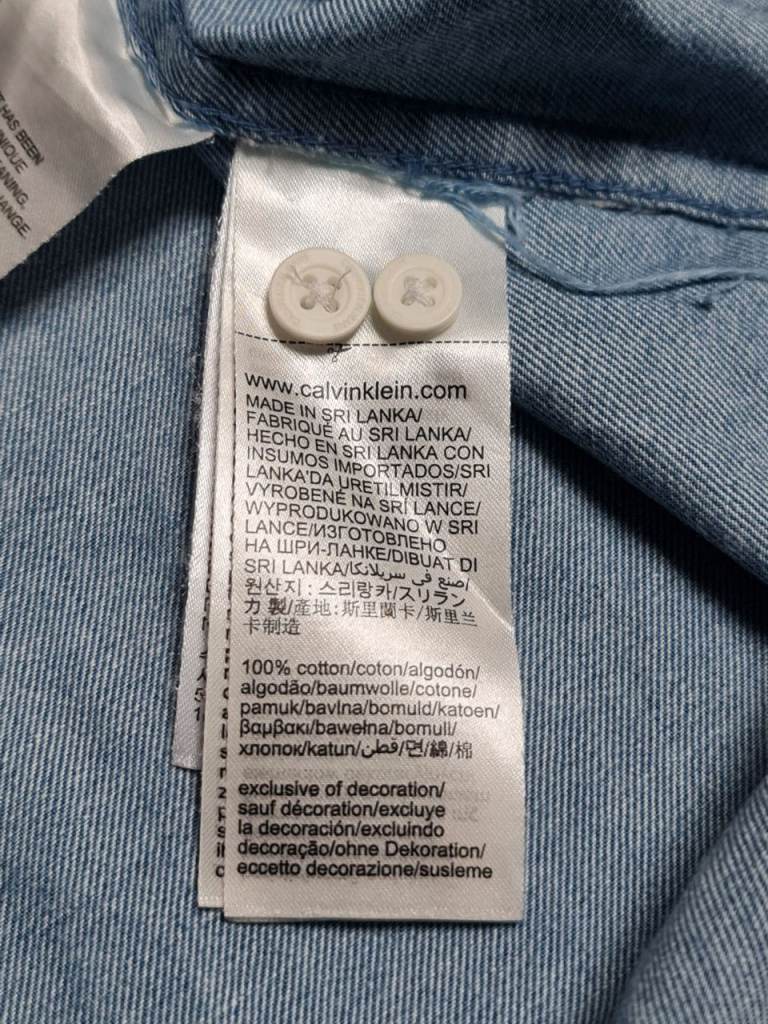 HAS BEEN
NIQUE
ANING.
ANGE.
www.calvinklein.com
MADE IN SRI LANKA/
FABRIQUÉ AU SRI LANKA/
HECHO EN SRI LANKA CON
INSUMOS IMPORTADOS/SRI
LANKA'DA URETILMISTIR/
VYROBENÉ NA SRÍ LANCE/
WYPRODUKOWANO W SRI
LANCE/ИЗГОТОВЛЕНО
НА ШРИ-ЛАНКЕ/DIBUAT DI
SRI LANKA/صنع في سريلانكا/
원산지 : 스리랑카/スリラン
カ 製/產地: 斯里蘭卡/斯里兰
卡制造
100% cotton/coton/algodón/
algodão/baumwolle/cotone/
pamuk/bavlna/bomuld/katoen/
βαμβακι/bawełna/bomull/
хлопок/katun/قطن/면/綿/棉
exclusive of decoration/
sauf décoration/excluye
la decoración/excluindo
decoração/ohne Dekoration/
eccetto decorazione/susleme